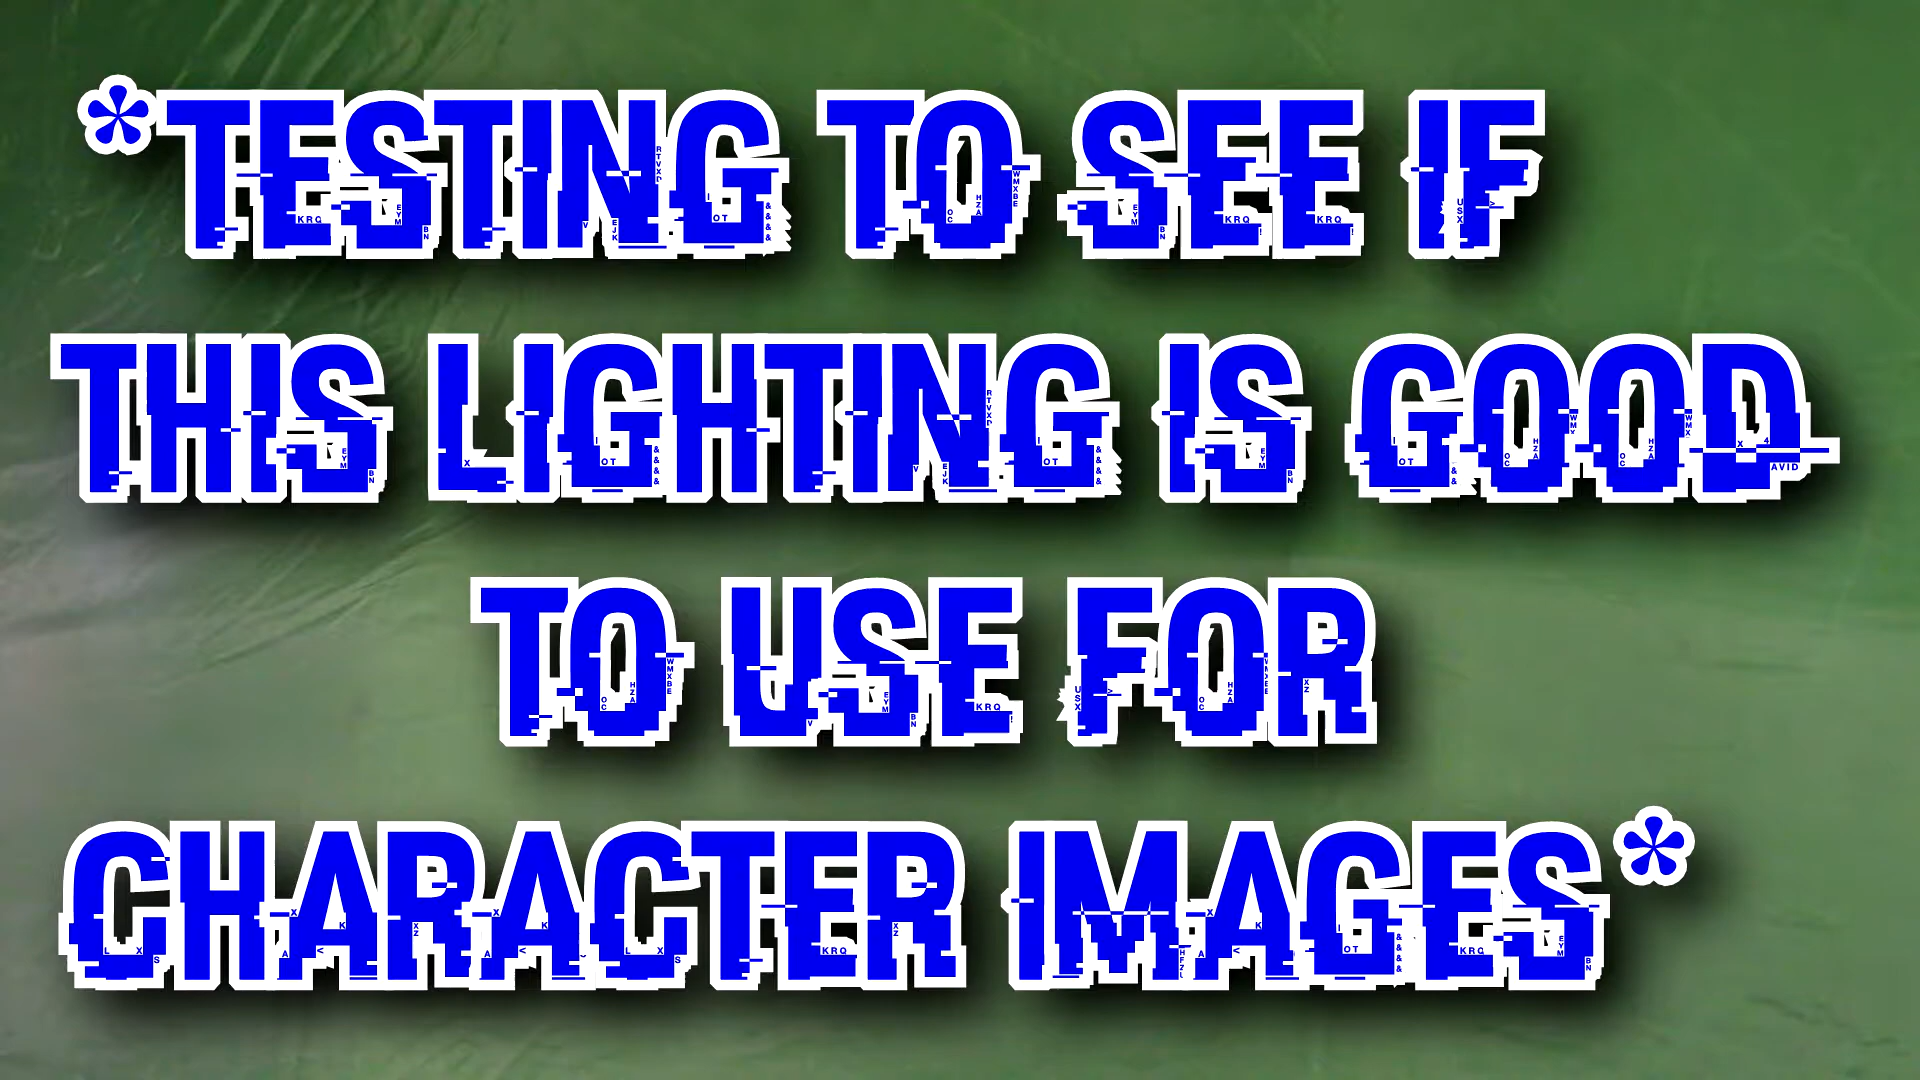 *TESTING TO SEE IF
THIS LIGHTING IS GOOD
TO USE FOR
CHARACTER IMAGES*